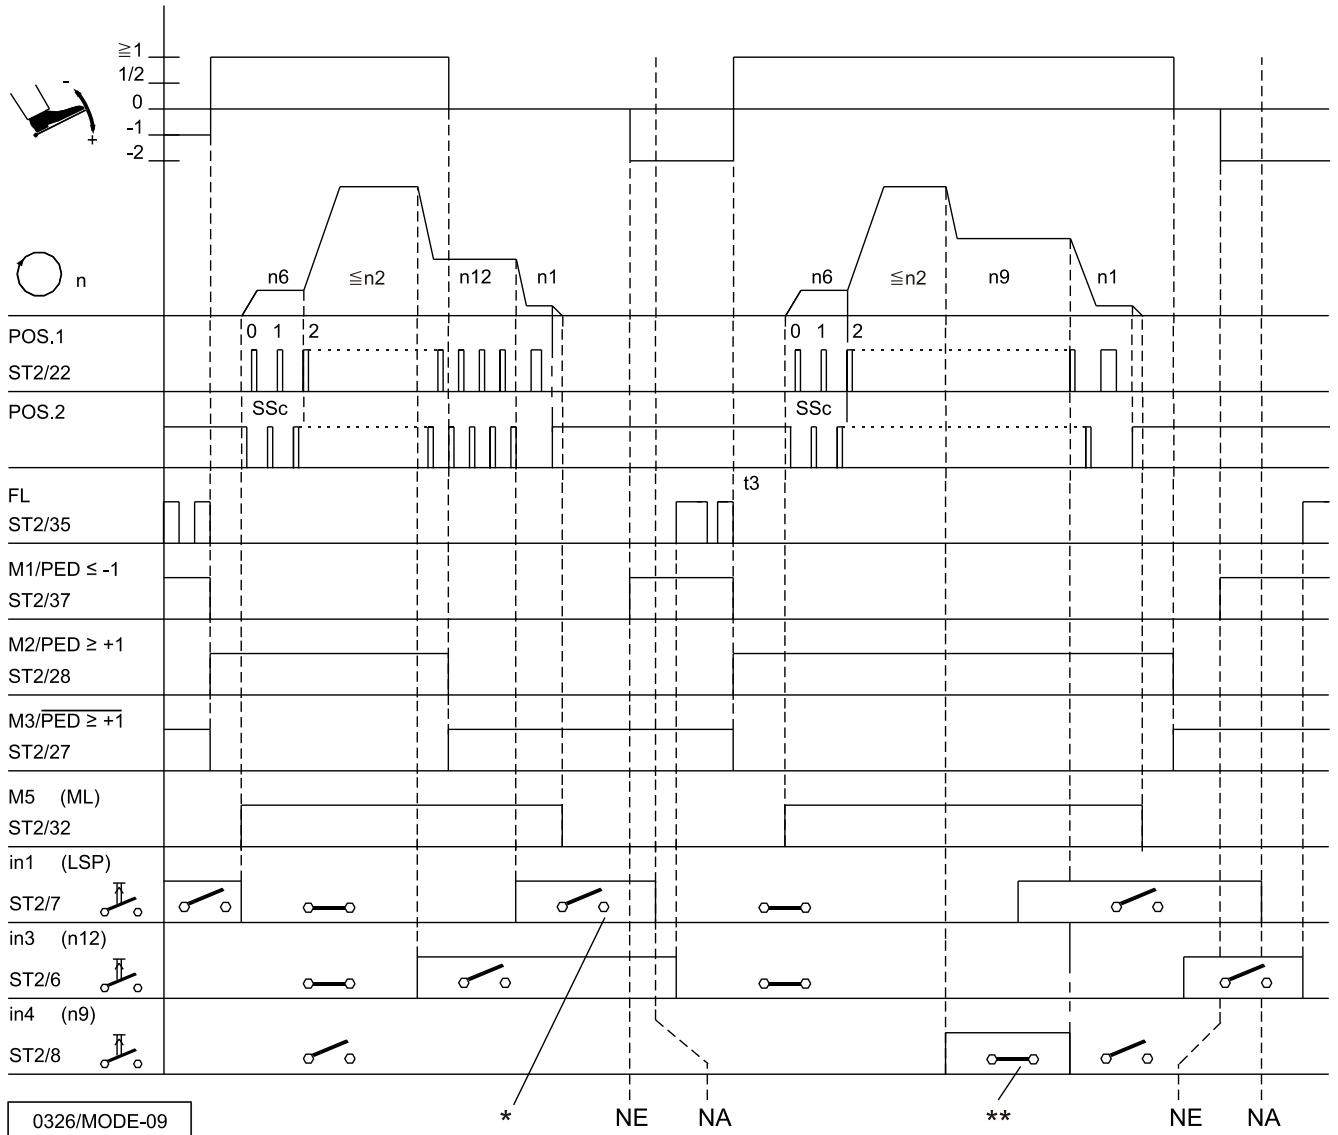 ≧1
1/2
0
-1
-2
-
+
n
n6 ≦n2 n12 n1 n6 ≦n2 n9 n1
POS.1 0 1 2 0 1 2
ST2/22
POS.2 SSc SSc
FL t3
ST2/35
M1/PED ≤ -1
ST2/37
M2/PED ≥ +1
ST2/28
M3/PED ≥ +1
ST2/27
M5 (ML)
ST2/32
in1 (LSP)
ST2/7
in3 (n12)
ST2/6
in4 (n9)
ST2/8
0326/MODE-09 * NE NA ** NE NA